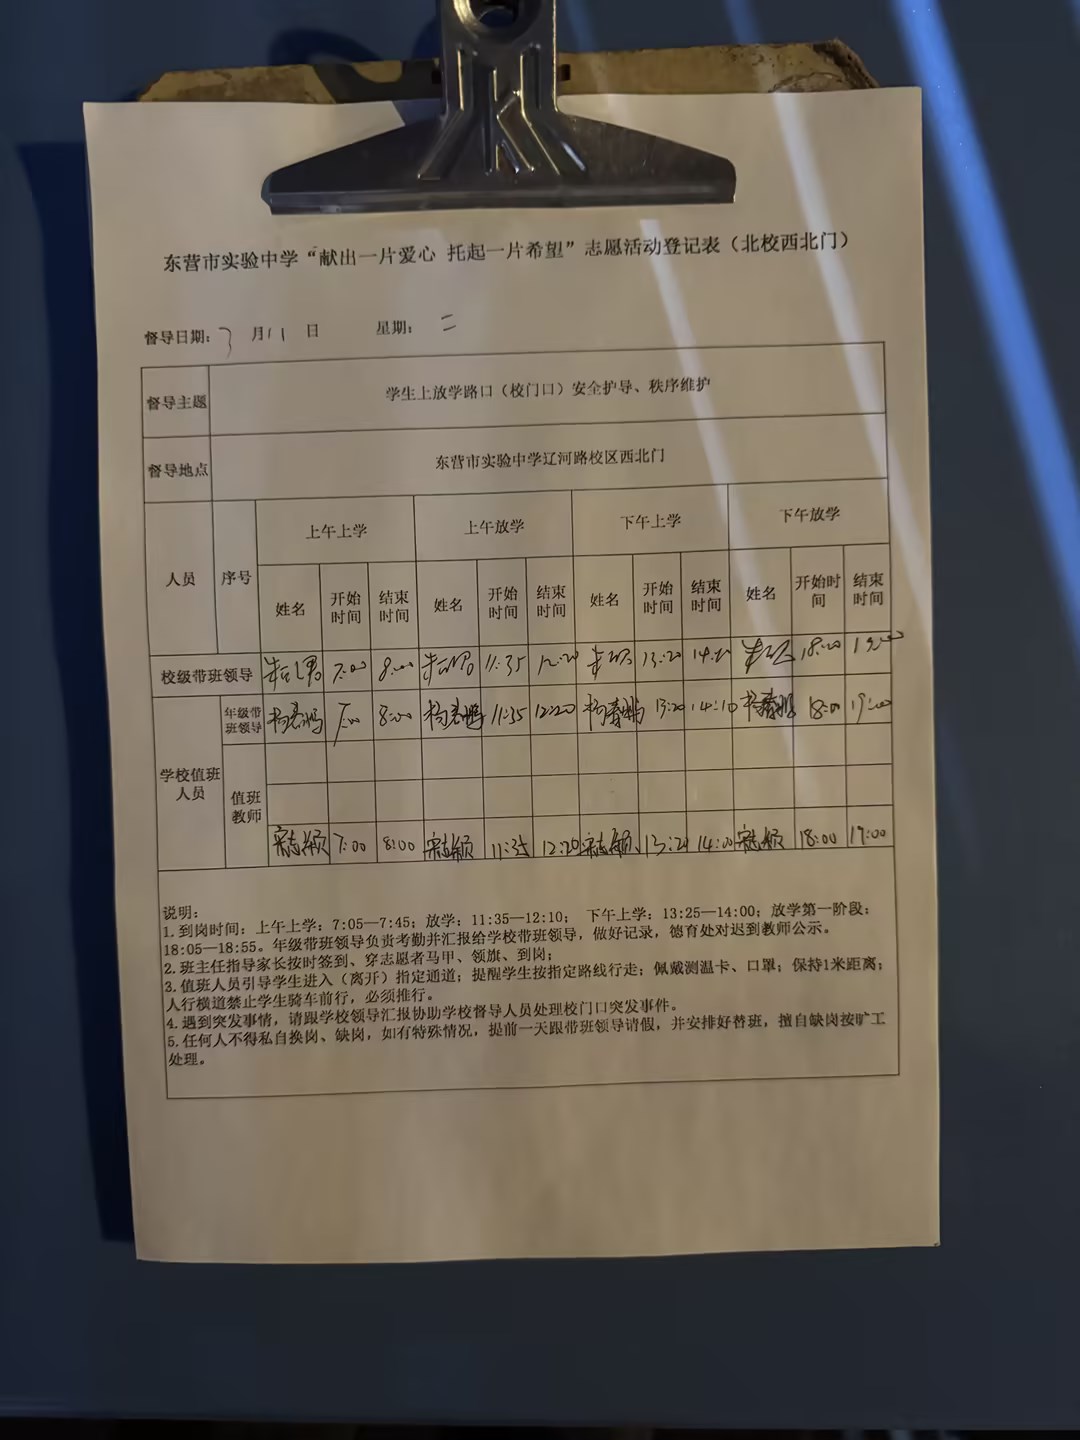 东营市实验中学“献出一片爱心 托起一片希望”志愿活动登记表（北校西北门）
督导日期：3月11日 星期：二
督导主题 学生上放学路口（校门口）安全护导、秩序维护
督导地点 东营市实验中学辽河路校区西北门
人员 序号 上午上学 上午放学 下午上学 下午放学
姓名 开始时间 结束时间 姓名 开始时间 结束时间 姓名 开始时间 结束时间 姓名 开始时间 结束时间
校级带班领导 7:00 8:00 11:35 12:20 13:20 14:10 18:00 19:00
学校值班人员 年级带班领导 7:00 8:00 11:35 12:20 13:20 14:10 18:00 19:00
值班教师 7:00 8:00 11:35 12:20 13:20 14:00 18:00 19:00
说明：
1.到岗时间：上午上学：7:05—7:45；放学：11:35—12:10； 下午上学：13:25—14:00；放学第一阶段：
18:05—18:55。年级带班领导负责考勤并汇报给学校带班领导，做好记录，德育处对迟到教师公示。
2.班主任指导家长按时签到、穿志愿者马甲、领旗、到岗；
3.值班人员引导学生进入（离开）指定通道；提醒学生按指定路线行走；佩戴测温卡、口罩；保持1米距离；
人行横道禁止学生骑车前行，必须推行。
4.遇到突发事情，请跟学校领导汇报协助学校督导人员处理校门口突发事件。
5.任何人不得私自换岗、缺岗，如有特殊情况，提前一天跟带班领导请假，并安排好替班，擅自缺岗按旷工
处理。